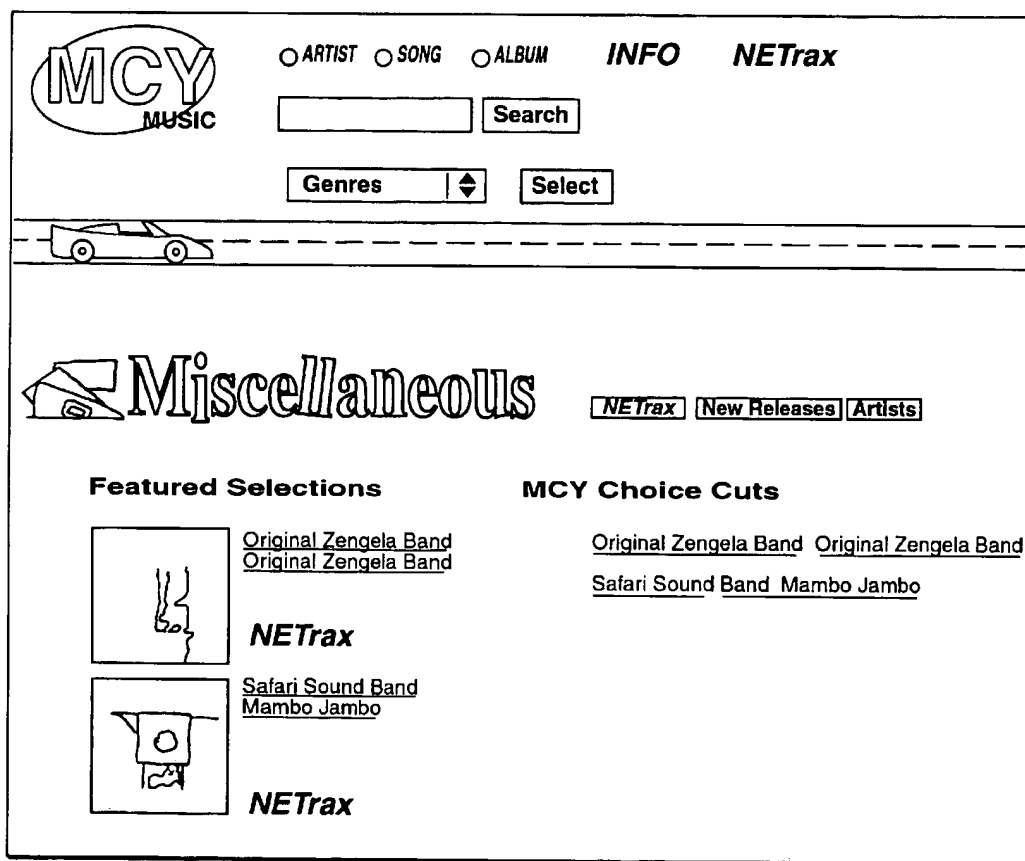 MCY
MUSIC
ARTIST SONG ALBUM INFO NETrax
Search
Genres Select
Miscellaneous
NETrax New Releases Artists
Featured Selections
Original Zengela Band
Original Zengela Band
NETrax
Safari Sound Band
Mambo Jambo
NETrax
MCY Choice Cuts
Original Zengela Band Original Zengela Band
Safari Sound Band Mambo Jambo